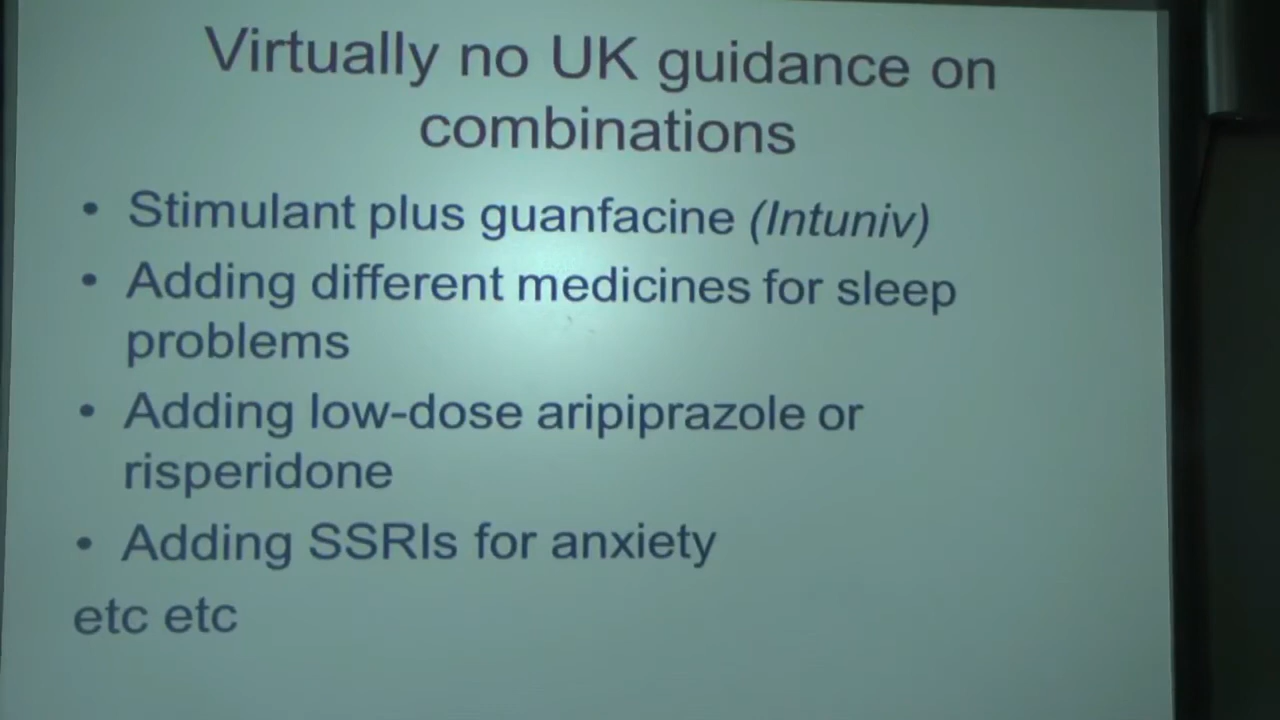 Virtually no UK guidance on
combinations
• Stimulant plus guanfacine (Intuniv)
• Adding different medicines for sleep
problems
• Adding low-dose aripiprazole or
risperidone
• Adding SSRIs for anxiety
etc etc